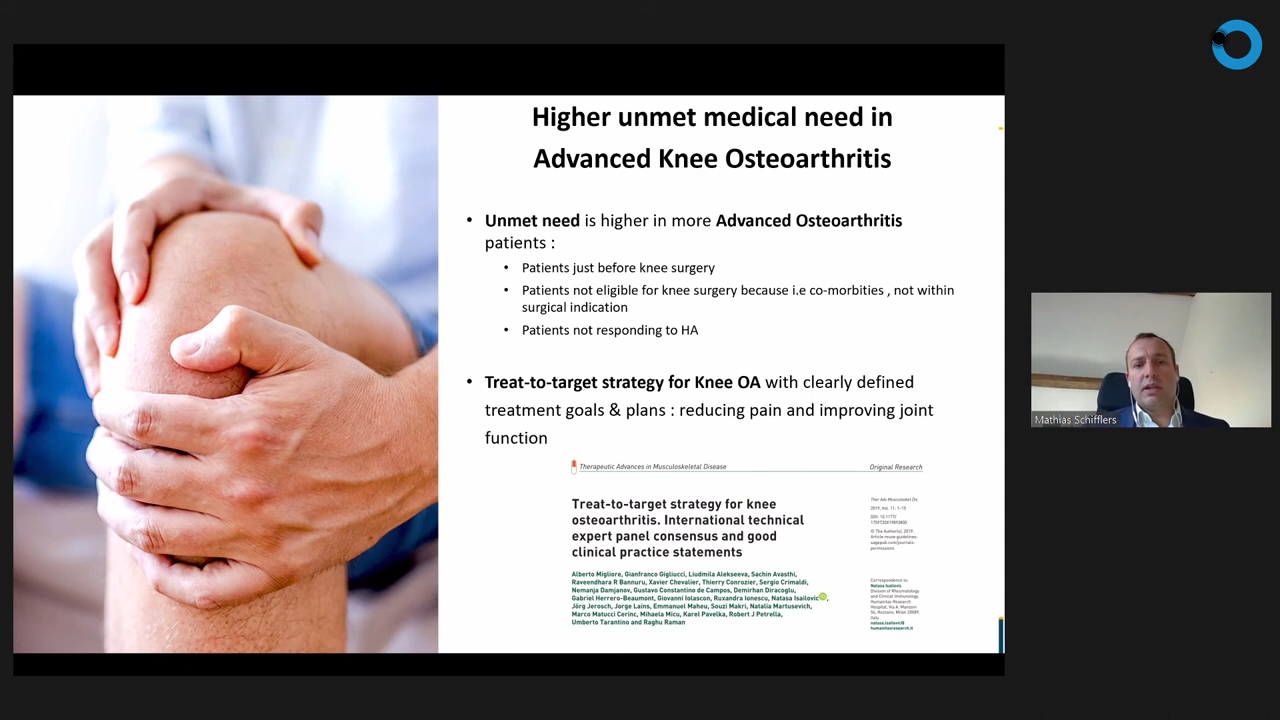 Higher unmet medical need in
Advanced Knee Osteoarthritis
• Unmet need is higher in more Advanced Osteoarthritis
patients :
• Patients just before knee surgery
• Patients not eligible for knee surgery because i.e co-morbities , not within
surgical indication
• Patients not responding to HA
• Treat-to-target strategy for Knee OA with clearly defined
treatment goals & plans : reducing pain and improving joint
function
Therapeutic Advances in Musculoskeletal Disease
Original Research
Treat-to-target strategy for knee
osteoarthritis. International technical
expert panel consensus and good
clinical practice statements
Alberto Migliore, Gianfranco Gigliucci, Liudmila Alekseeva, Sachin Avasthi,
Raveendhara R Bannuru, Xavier Chevalier, Thierry Conrozier, Sergio Crimaldi,
Nemanja Damjanov, Gustavo Constantino de Campos, Demirhan Diracoglu,
Gabriel Herrero-Beaumont, Giovanni Iolascon, Ruxandra Ionescu, Natasa Isailovic,
Jörg Jerosch, Jorge Lains, Emmanuel Maheu, Souzi Makri, Natalia Martusevich,
Marco Matucci Cerinc, Mihaela Micu, Karel Pavelka, Robert J Petrella,
Umberto Tarantino and Raghu Raman
Ther Adv Musculoskel Dis
2019, Vol. 11: 1–15
DOI: 10.1177/
© The Author(s), 2019.
Article reuse guidelines:
sagepub.com/journals-
permissions
Correspondence to:
Natasa Isailovic
Division of Rheumatology
and Clinical Immunology,
Humanitas Research
Hospital, Via A. Manzoni
56, Rozzano, Milan 20089,
Italy
natasa.isailovic@
humanitasresearch.it
Mathias Schifflers